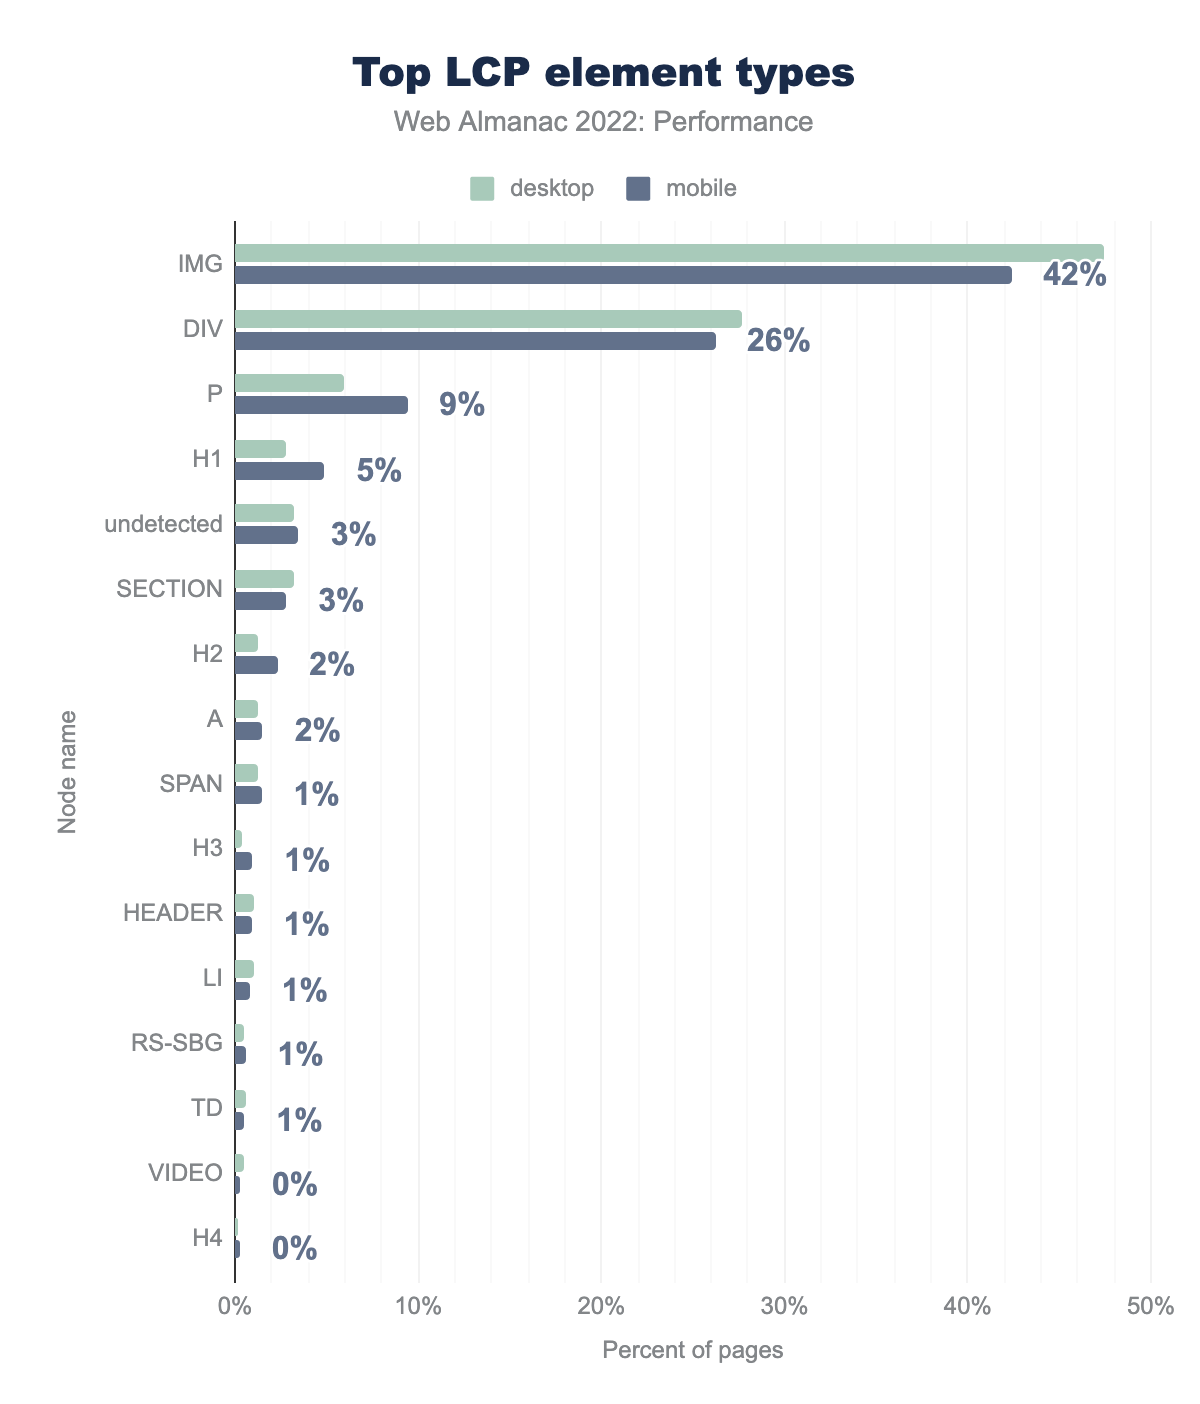 Top LCP element types
Web Almanac 2022: Performance
desktop
mobile
IMG
42%
DIV
26%
P
9%
H1
5%
undetected
3%
SECTION
3%
H2
2%
A
2%
SPAN
1%
H3
1%
HEADER
1%
LI
1%
RS-SBG
1%
TD
1%
VIDEO
0%
H4
0%
Node name
0%
10%
20%
30%
40%
50%
Percent of pages